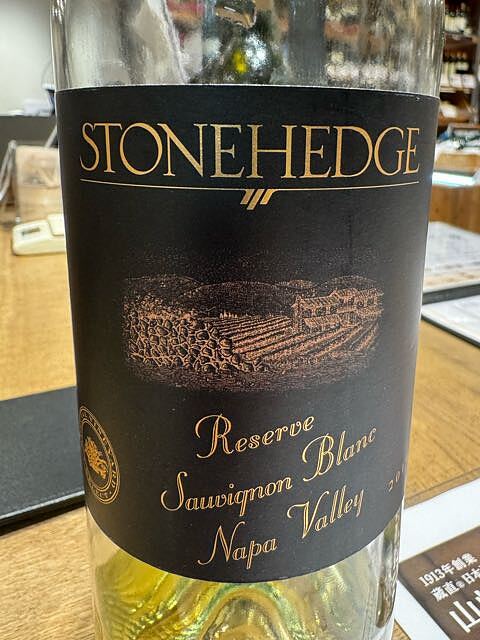 STONEHEDGE
Reserve
Sauvignon Blanc
Napa Valley
1913年創業